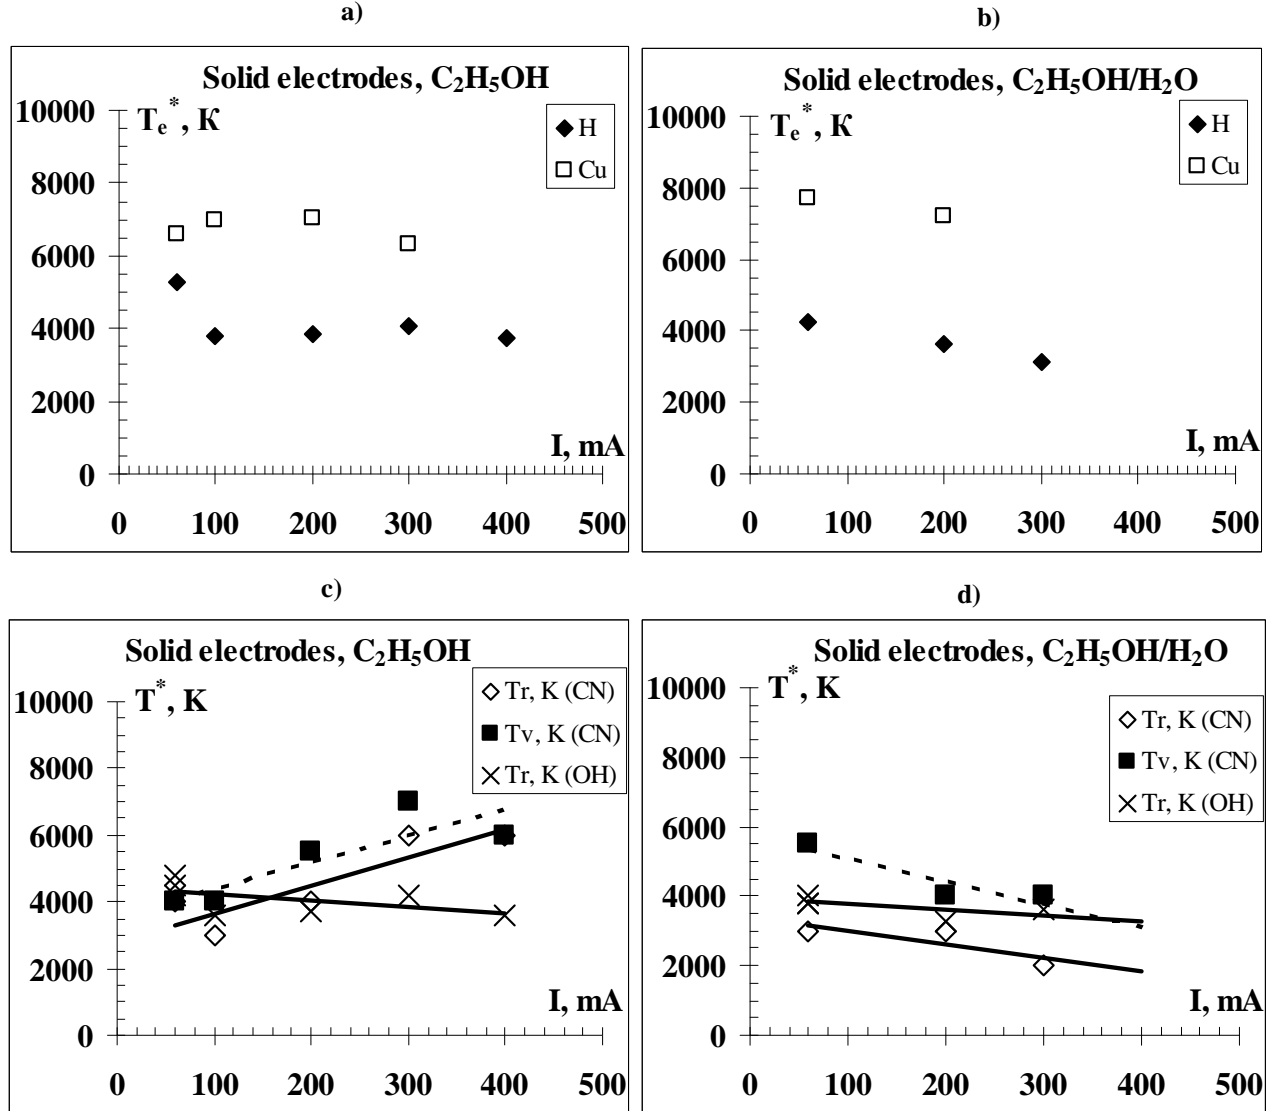 a)
Solid electrodes, C₂H₅OH
Tₑ*, K
H
Cu
10000
8000
6000
4000
2000
0
I, mA
0 100 200 300 400 500
b)
Solid electrodes, C₂H₅OH/H₂O
Tₑ*, K
H
Cu
10000
8000
6000
4000
2000
0
I, mA
0 100 200 300 400 500
c)
Solid electrodes, C₂H₅OH
T*, K
Tr, K (CN)
Tv, K (CN)
Tr, K (OH)
10000
8000
6000
4000
2000
0
I, mA
0 100 200 300 400 500
d)
Solid electrodes, C₂H₅OH/H₂O
T*, K
Tr, K (CN)
Tv, K (CN)
Tr, K (OH)
10000
8000
6000
4000
2000
0
I, mA
0 100 200 300 400 500